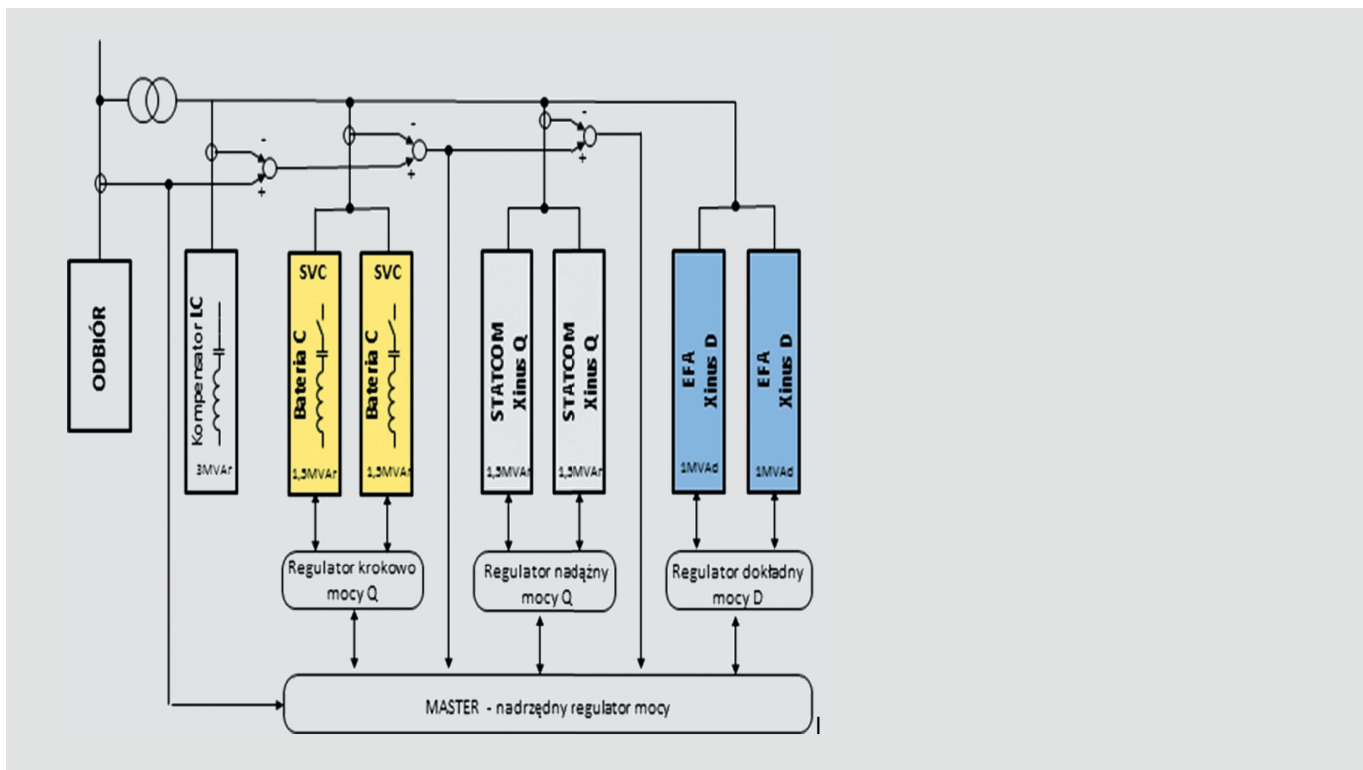 -
+
-
+
-
+
ODBIÓR
Kompensator LC
3MVAr
SVC
Bateria C
1,5MVAr
SVC
Bateria C
1,5MVAr
STATCOM
Xinus Q
1,5MVAr
STATCOM
Xinus Q
1,5MVAr
EFA
Xinus D
1MVAd
EFA
Xinus D
1MVAd
Regulator krokowo
mocy Q
Regulator nadążny
mocy Q
Regulator dokładny
mocy D
MASTER - nadrzędny regulator mocy